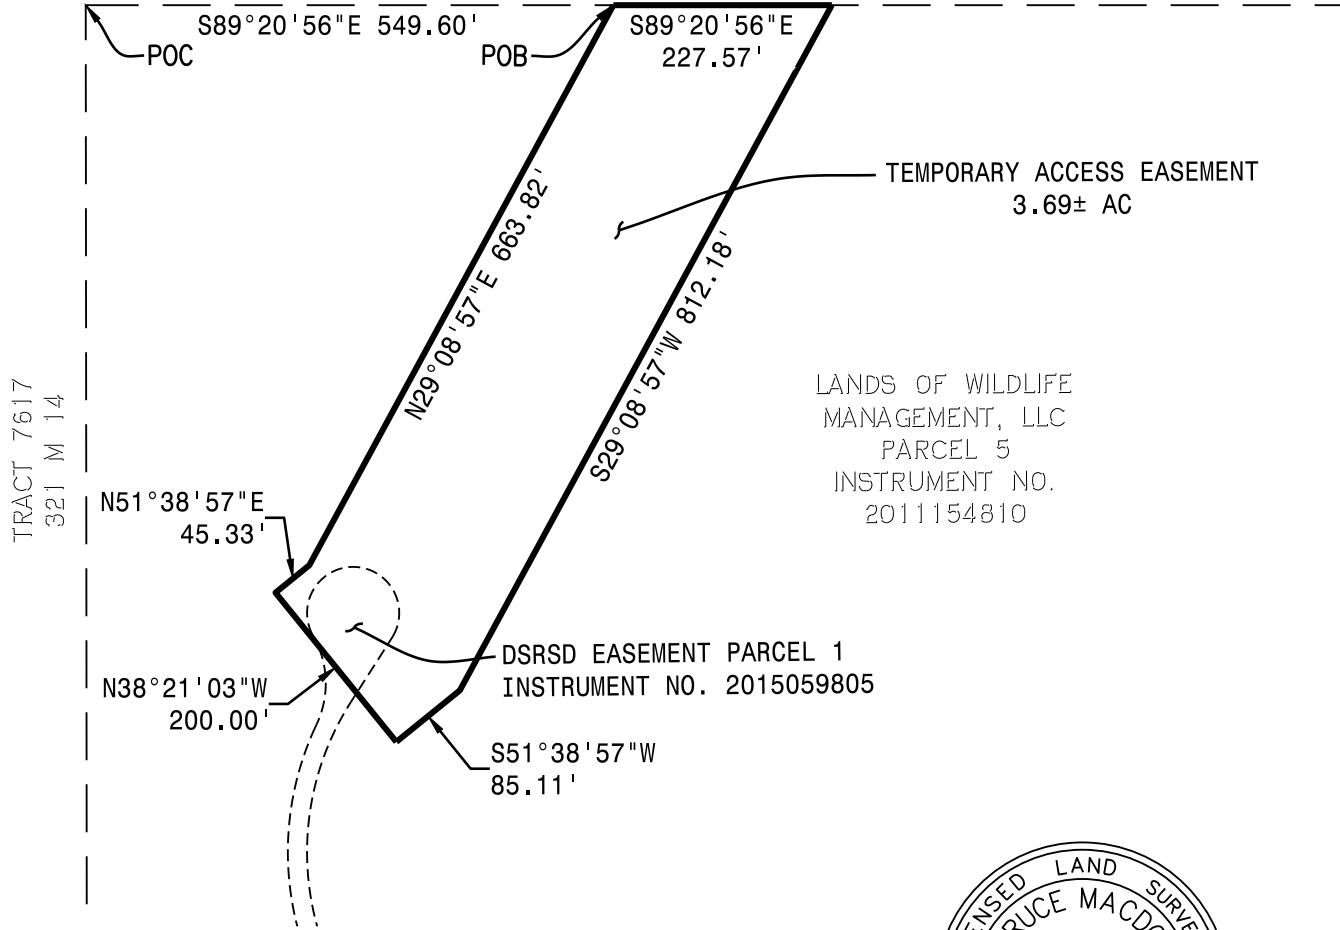 S89°20'56"E 549.60'
POC
POB
S89°20'56"E
227.57'
TEMPORARY ACCESS EASEMENT
3.69± AC
N29°08'57"E 663.82'
S29°08'57"W 812.18'
LANDS OF WILDLIFE
MANAGEMENT, LLC
PARCEL 5
INSTRUMENT NO.
2011154810
TRACT 7617
321 M 14
N51°38'57"E
45.33'
DSRSD EASEMENT PARCEL 1
INSTRUMENT NO. 2015059805
N38°21'03"W
200.00'
S51°38'57"W
85.11'
LAND